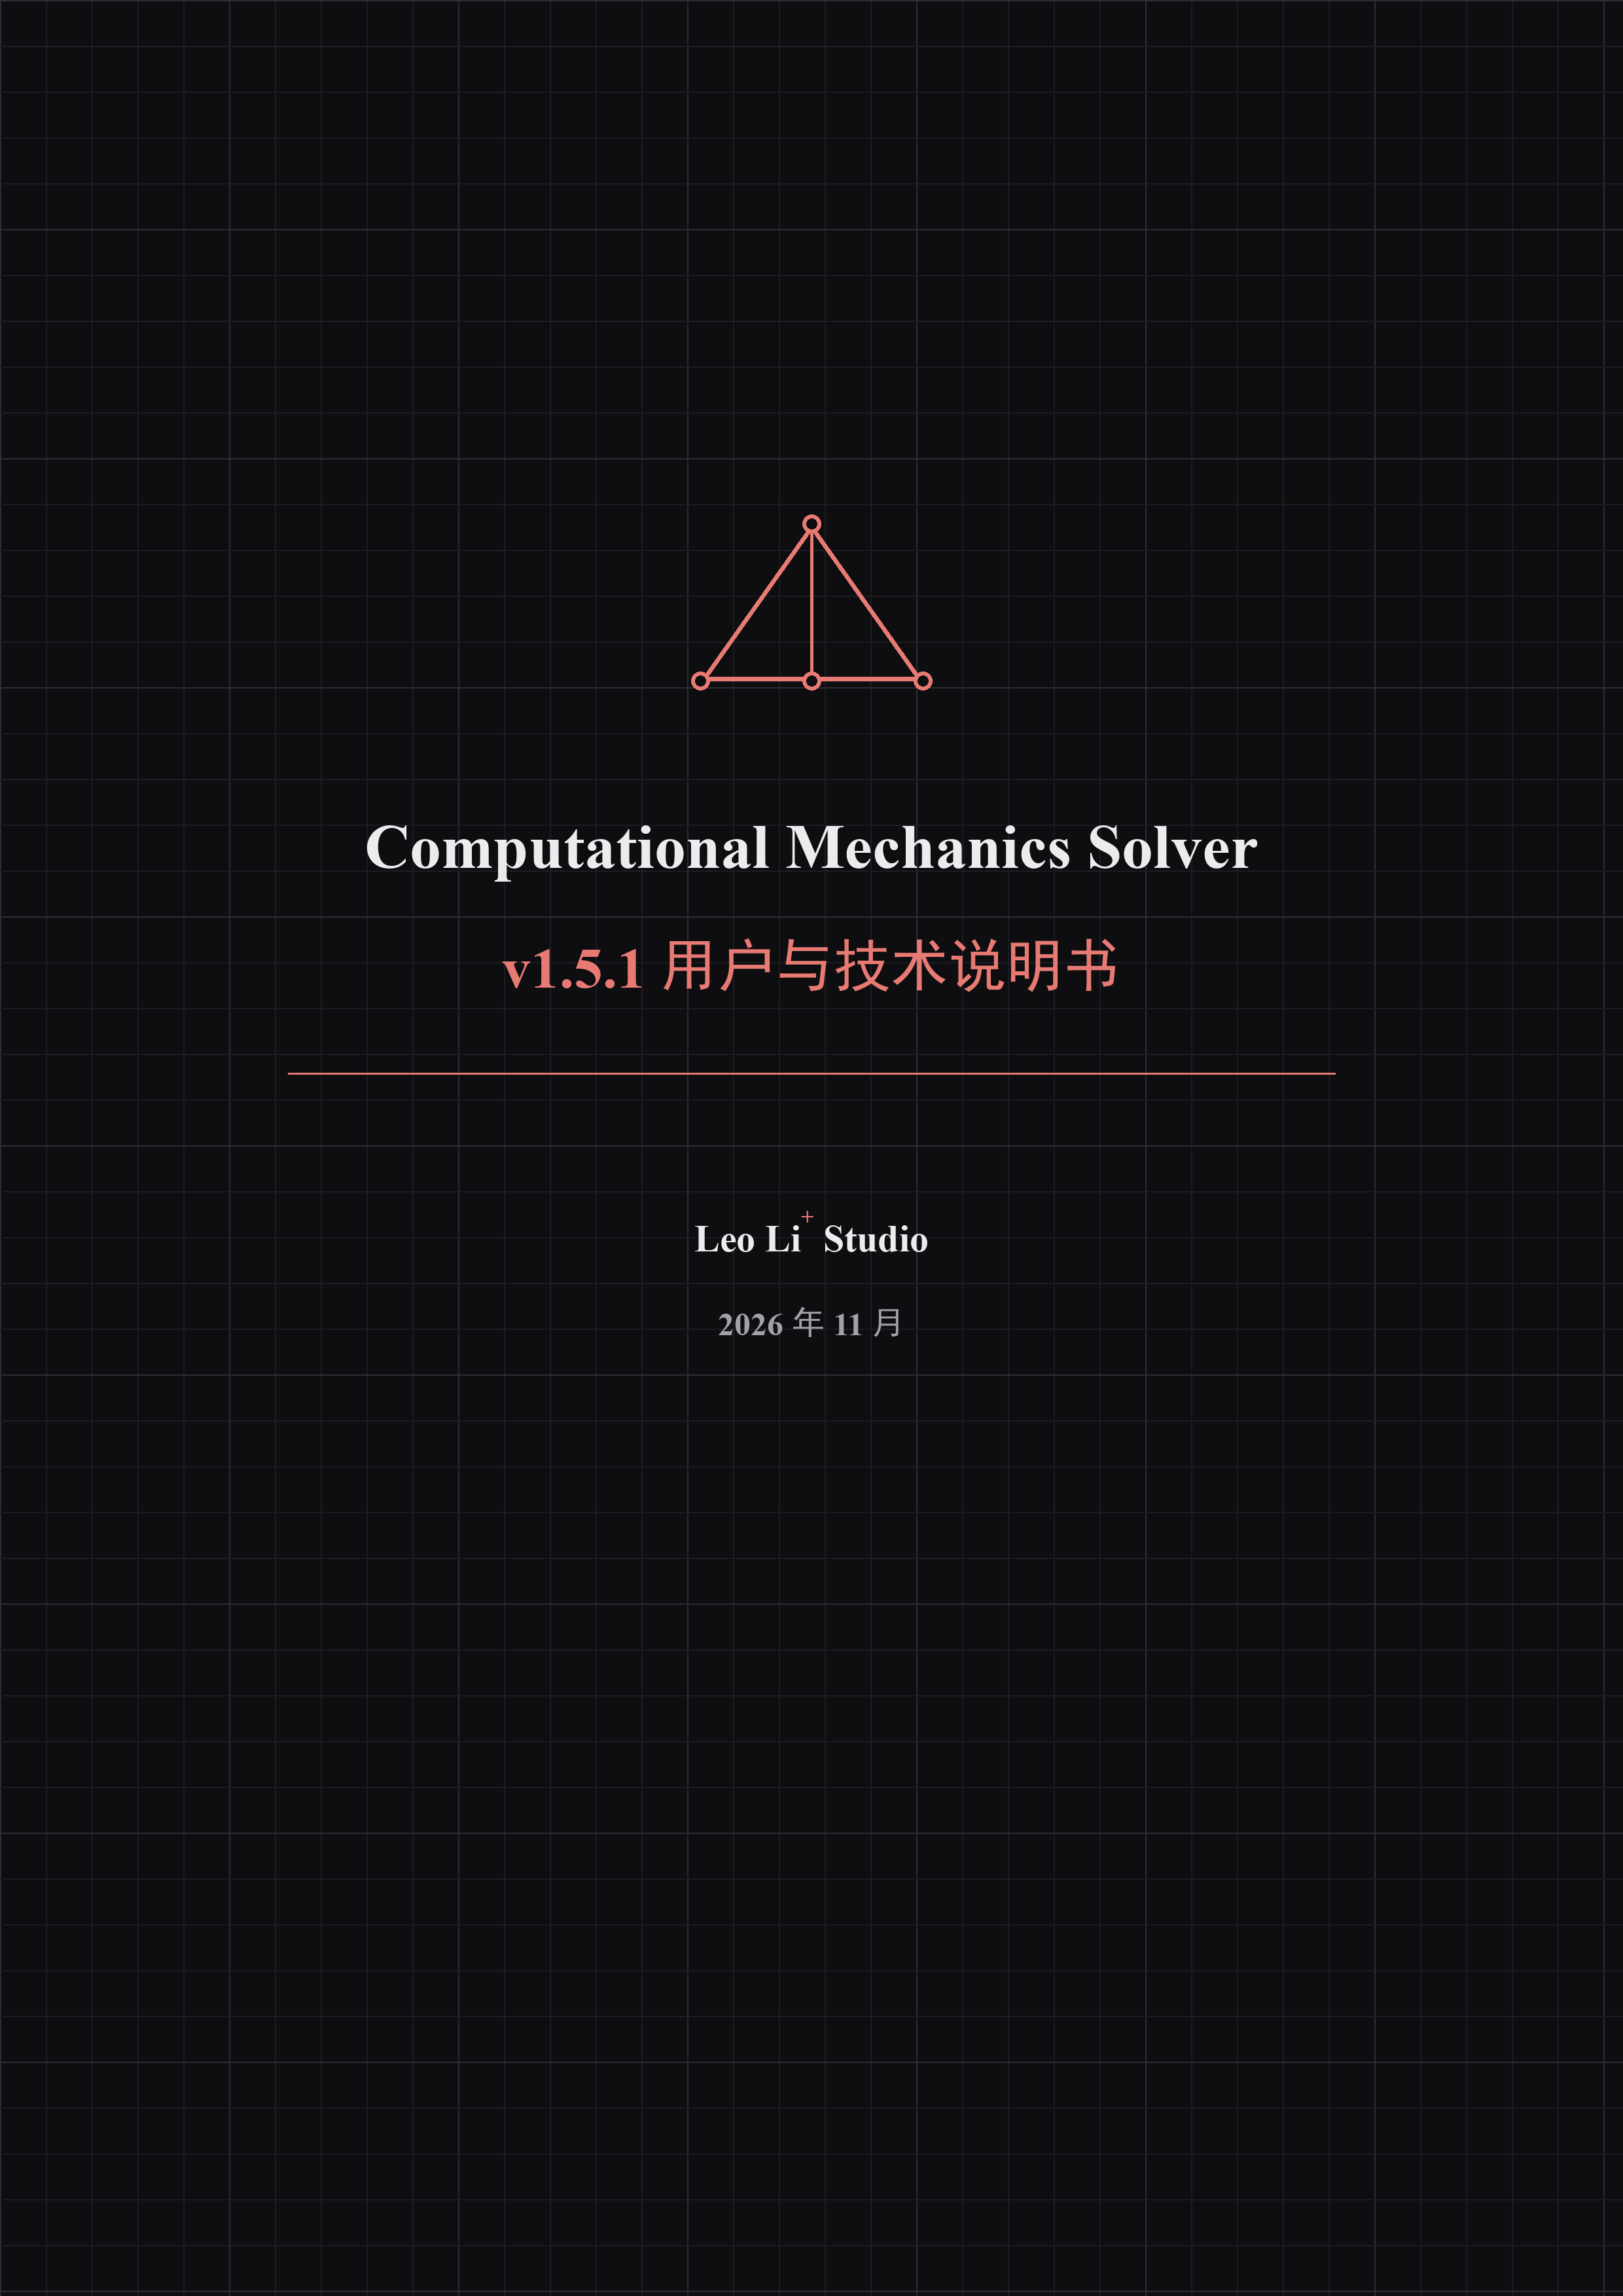 Computational Mechanics Solver
v1.5.1 用户与技术说明书
Leo Li+ Studio
2026 年 11 月